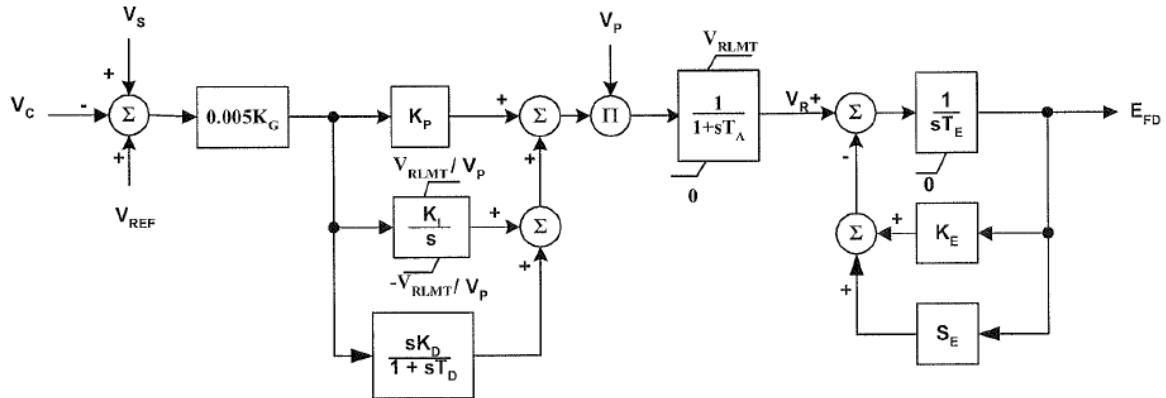 V_S
V_P
V_RLMT
+
V_C
-
Σ
0.005K_G
K_P
+
Σ
Π
1
1+sT_A
V_R+
Σ
1
sT_E
E_FD
+
V_REF
V_RLMT/V_P
K_I
s
-V_RLMT/V_P
+
+
Σ
+
0
-
0
Σ
+
K_E
+
S_E
sK_D
1 + sT_D